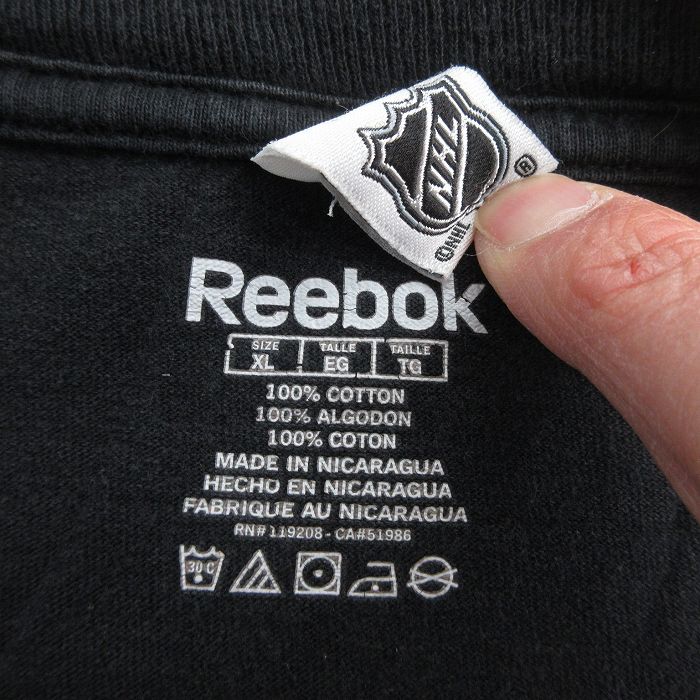 NHL
®
©NHL
Reebok
SIZE TALLE TAILLE
XL EG TG
100% COTTON
100% ALGODON
100% COTON
MADE IN NICARAGUA
HECHO EN NICARAGUA
FABRIQUE AU NICARAGUA
RN# 119208 - CA#51986
30 C